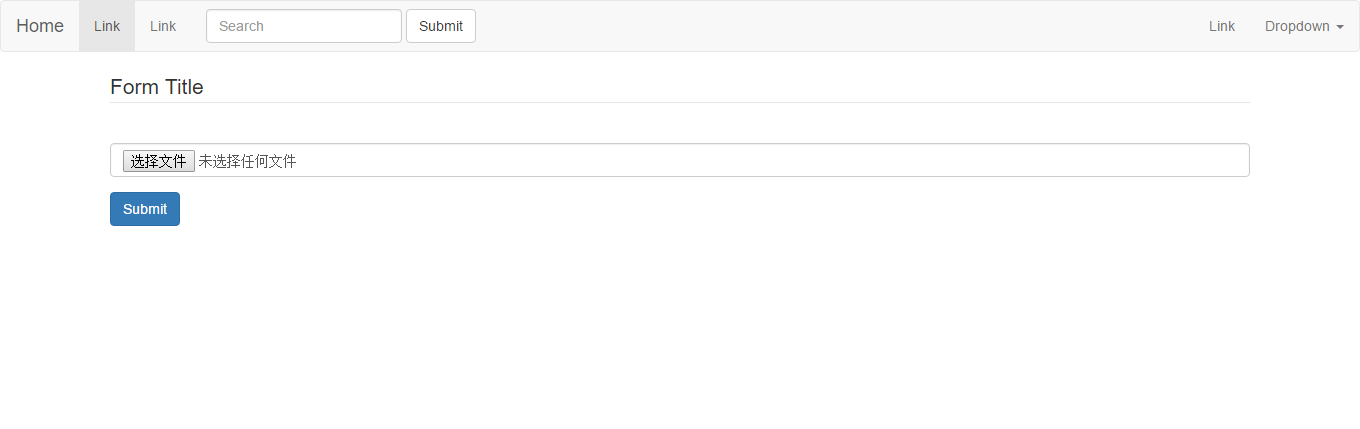 Home Link Link Search Submit Link Dropdown
Form Title
选择文件 未选择任何文件
Submit